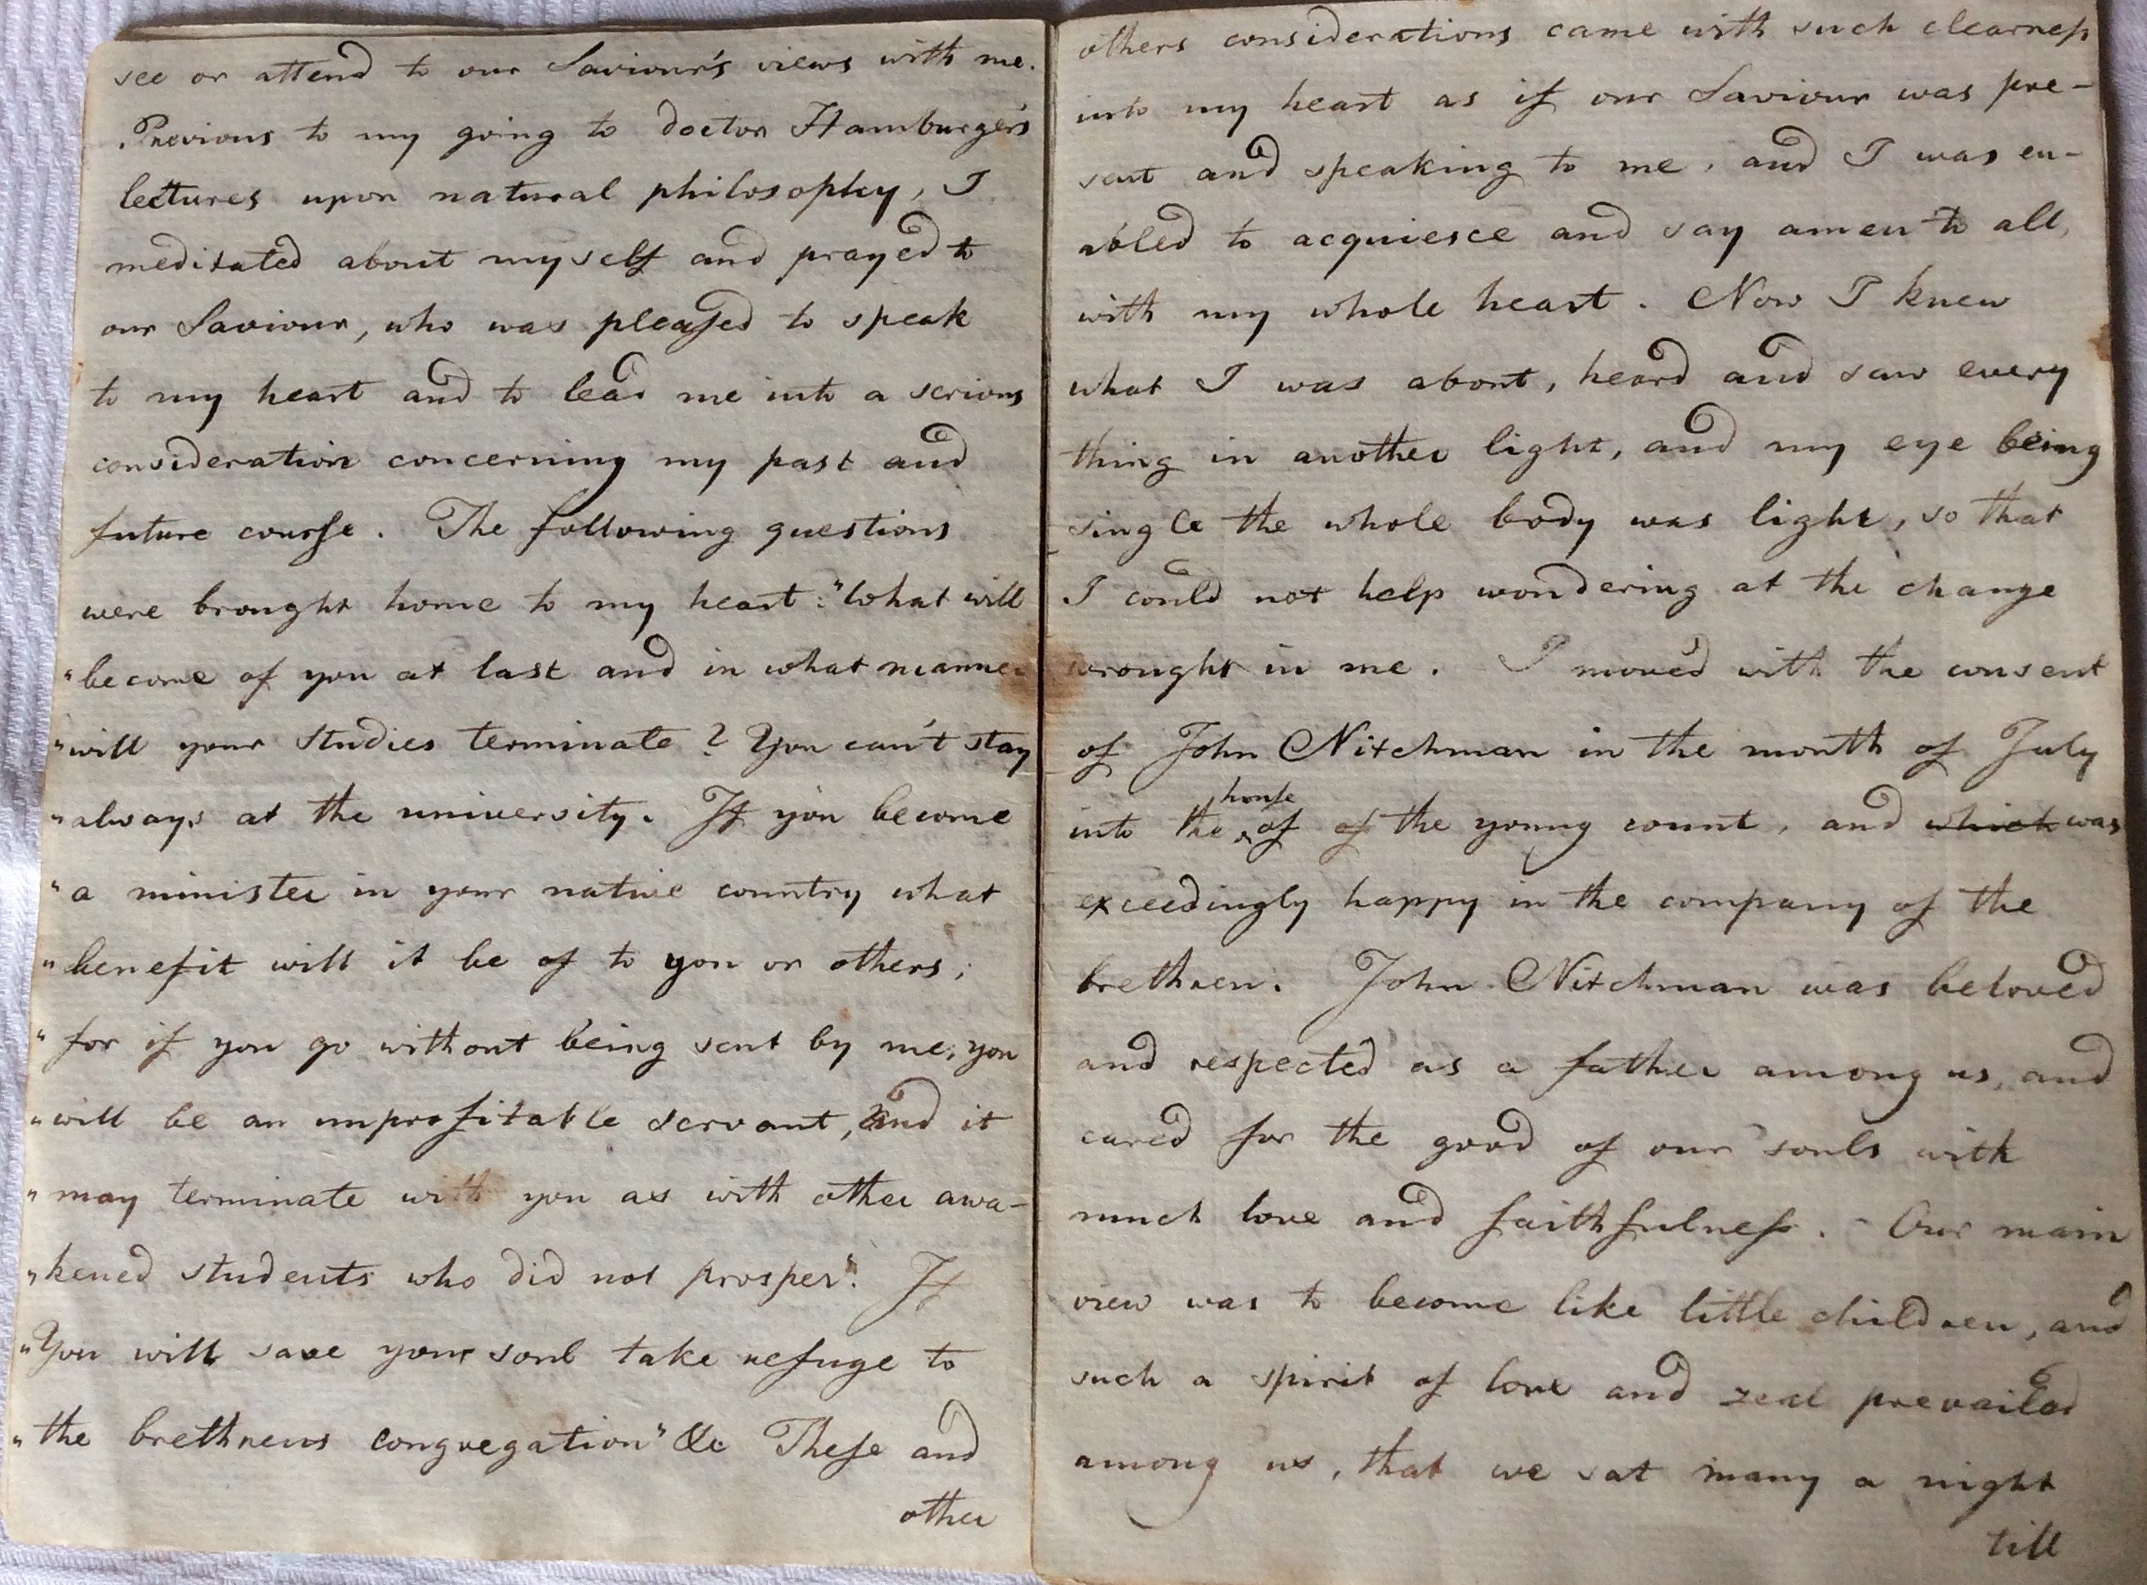 see or attend to our Saviour's views with me.
Previous to my going to doctor Hamburger's
lectures upon natural philosophy, I
meditated about myself and prayed to
our Saviour, who was pleaſed to speak
to my heart and to lead me into a serious
consideration concerning my past and
future courſe. The following questions
were brought home to my heart: "What will
"become of you at last and in what manner
"will your studies terminate? You can't stay
"always at the university. If you become
"a minister in your native country what
"benefit will it be of to you or others;
"for if you go without being sent by me, you
"will be an unprofitable servant, and it
"may terminate with you as with other awa-
"kened students who did not prosper". If
"You will save your soul take refuge to
"the brethrens congregation" &c Theſe and
other
others considerations came with such clearneſs
into my heart as if our Saviour was pre-
sent and speaking to me, and I was en-
abled to acquiesce and say amen to all,
with my whole heart. Now I knew
what I was about, heard and saw every
thing in another light, and my eye being
single the whole body was light, so that
I could not help wondering at the change
wrought in me. I moved with the consent
of John Nitchman in the month of July
into the houſe of of the young count, and which was
exceedingly happy in the company of the
brethren. John Nitchman was beloved
and respected as a father among us, and
cared for the good of our souls with
much love and faithfulneſs. - Our main
view was to become like little children, and
such a spirit of love and zeal prevailed
among us, that we sat many a night
till